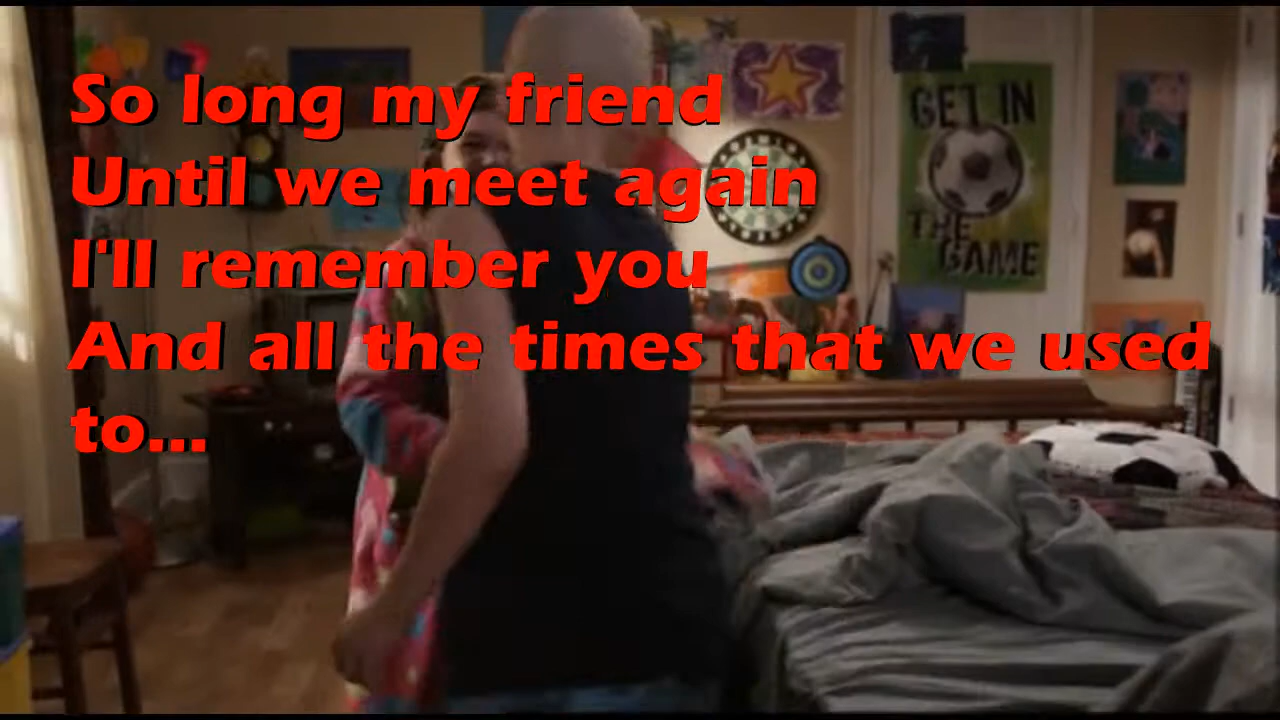 So long my friend
Until we meet again
I'll remember you
And all the times that we used
to...
GET IN
THE
GAME